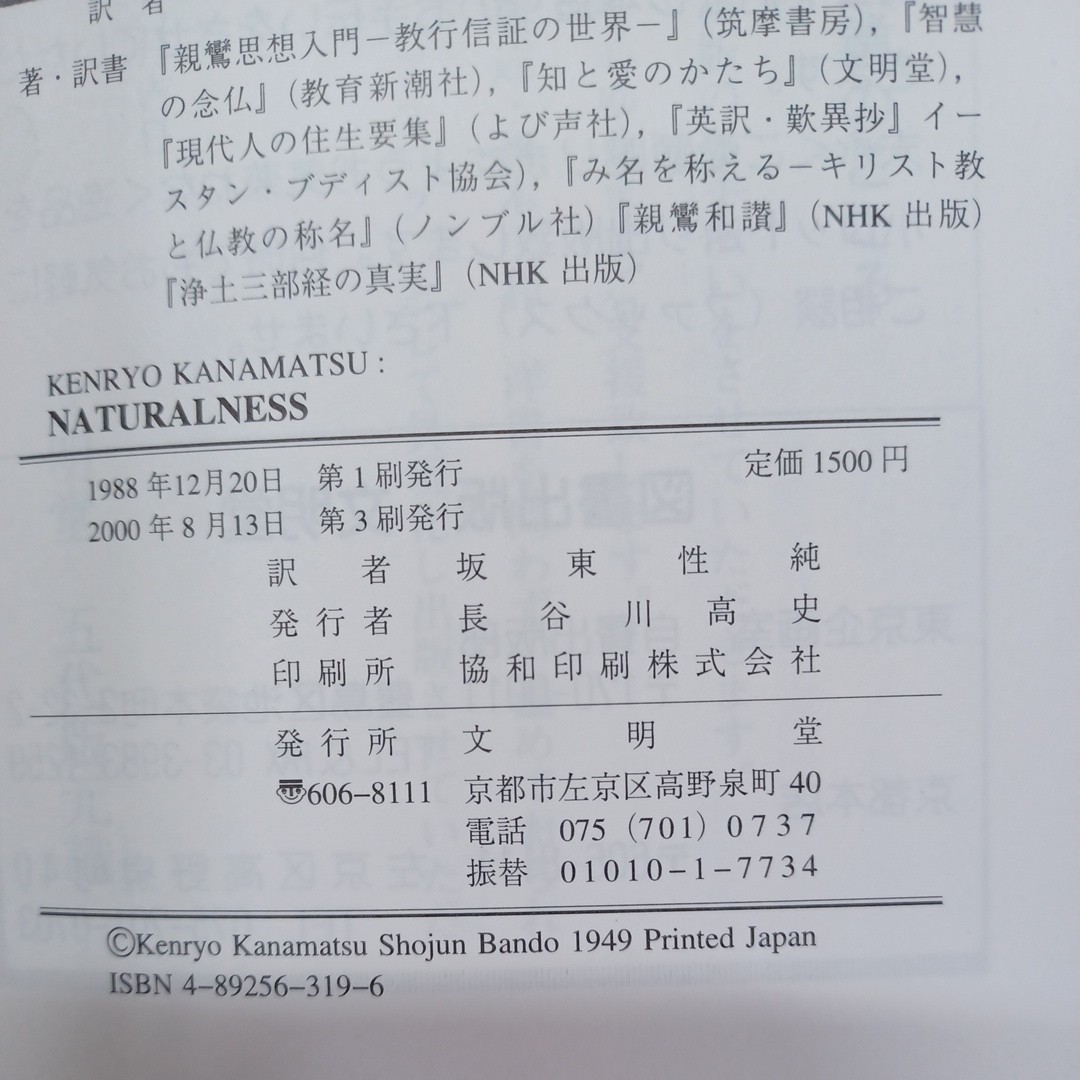 訳者
著・訳書 『親鸞思想入門－教行信証の世界－』(筑摩書房),『智慧
の念仏』(教育新潮社),『知と愛のかたち』(文明堂),
『現代人の住生要集』(よび声社),『英訳・歎異抄』イー
スタン・ブディスト協会),『み名を称える－キリスト教
と仏教の称名』(ノンブル社)『親鸞和讃』(NHK 出版)
『浄土三部経の真実』(NHK 出版)
KENRYO KANAMATSU :
NATURALNESS
1988 年12月20日 第1刷発行 定価 1500 円
2000 年 8 月13日 第3刷発行
訳者 坂東性純
発行者 長谷川高史
印刷所 協和印刷株式会社
発行所 文明堂
606-8111 京都市左京区高野泉町 40
電話 075 (701) 0737
振替 01010-1-7734
©Kenryo Kanamatsu Shojun Bando 1949 Printed Japan
ISBN 4-89256-319-6